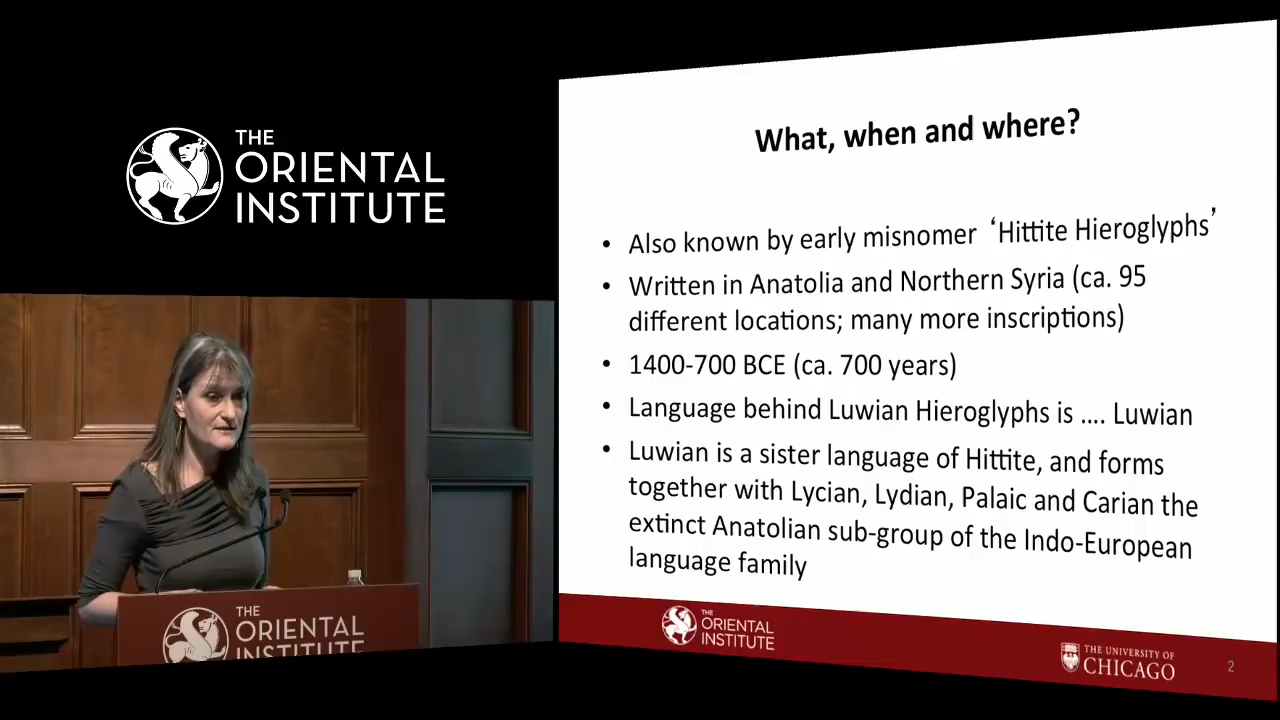 THE
ORIENTAL
INSTITUTE
What, when and where?
• Also known by early misnomer ‘Hittite Hieroglyphs’
• Written in Anatolia and Northern Syria (ca. 95
different locations; many more inscriptions)
• 1400-700 BCE (ca. 700 years)
• Language behind Luwian Hieroglyphs is .... Luwian
• Luwian is a sister language of Hittite, and forms
together with Lycian, Lydian, Palaic and Carian the
extinct Anatolian sub-group of the Indo-European
language family
THE
ORIENTAL
INSTITUTE
THE UNIVERSITY OF
CHICAGO
2
THE
ORIENTAL
INSTITUTE